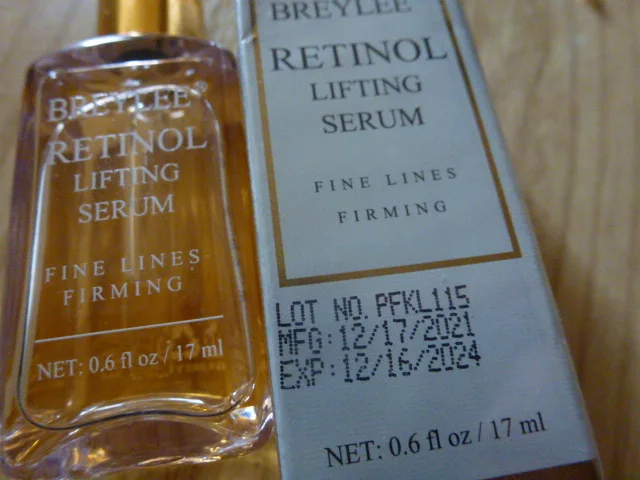 BREYLEE®
RETINOL
LIFTING
SERUM
FINE LINES
FIRMING
NET: 0.6 fl oz / 17 ml
BREYLEE
RETINOL
LIFTING
SERUM
FINE LINES
FIRMING
LOT NO. PFKL115
MFG: 12/17/2021
EXP: 12/16/2024
NET: 0.6 fl oz / 17 ml